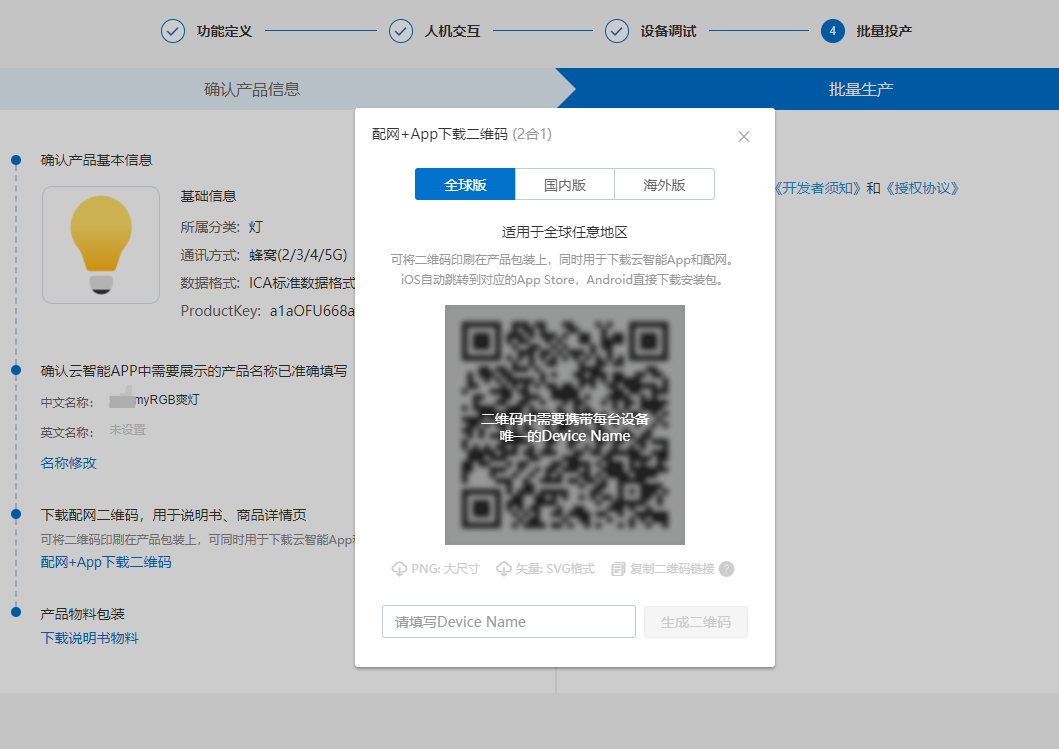 功能定义
人机交互
设备调试
4 批量投产
确认产品信息
批量生产
确认产品基本信息
基础信息
所属分类: 灯
通讯方式: 蜂窝(2/3/4/5G)
数据格式: ICA标准数据格式
ProductKey: a1aOFU668a
确认云智能APP中需要展示的产品名称已准确填写
中文名称:
myRGB爽灯
英文名称:
未设置
名称修改
下载配网二维码，用于说明书、商品详情页
可将二维码印刷在产品包装上，可同时用于下载云智能App
配网+App下载二维码
产品物料包装
下载说明书物料
《开发者须知》和《授权协议》
配网+App下载二维码 (2合1)
全球版
国内版
海外版
适用于全球任意地区
可将二维码印刷在产品包装上，同时用于下载云智能App和配网。
iOS自动跳转到对应的App Store，Android直接下载安装包。
二维码中需要携带每台设备
唯一的Device Name
PNG: 大尺寸
矢量: SVG格式
复制二维码链接 ?
请填写Device Name
生成二维码